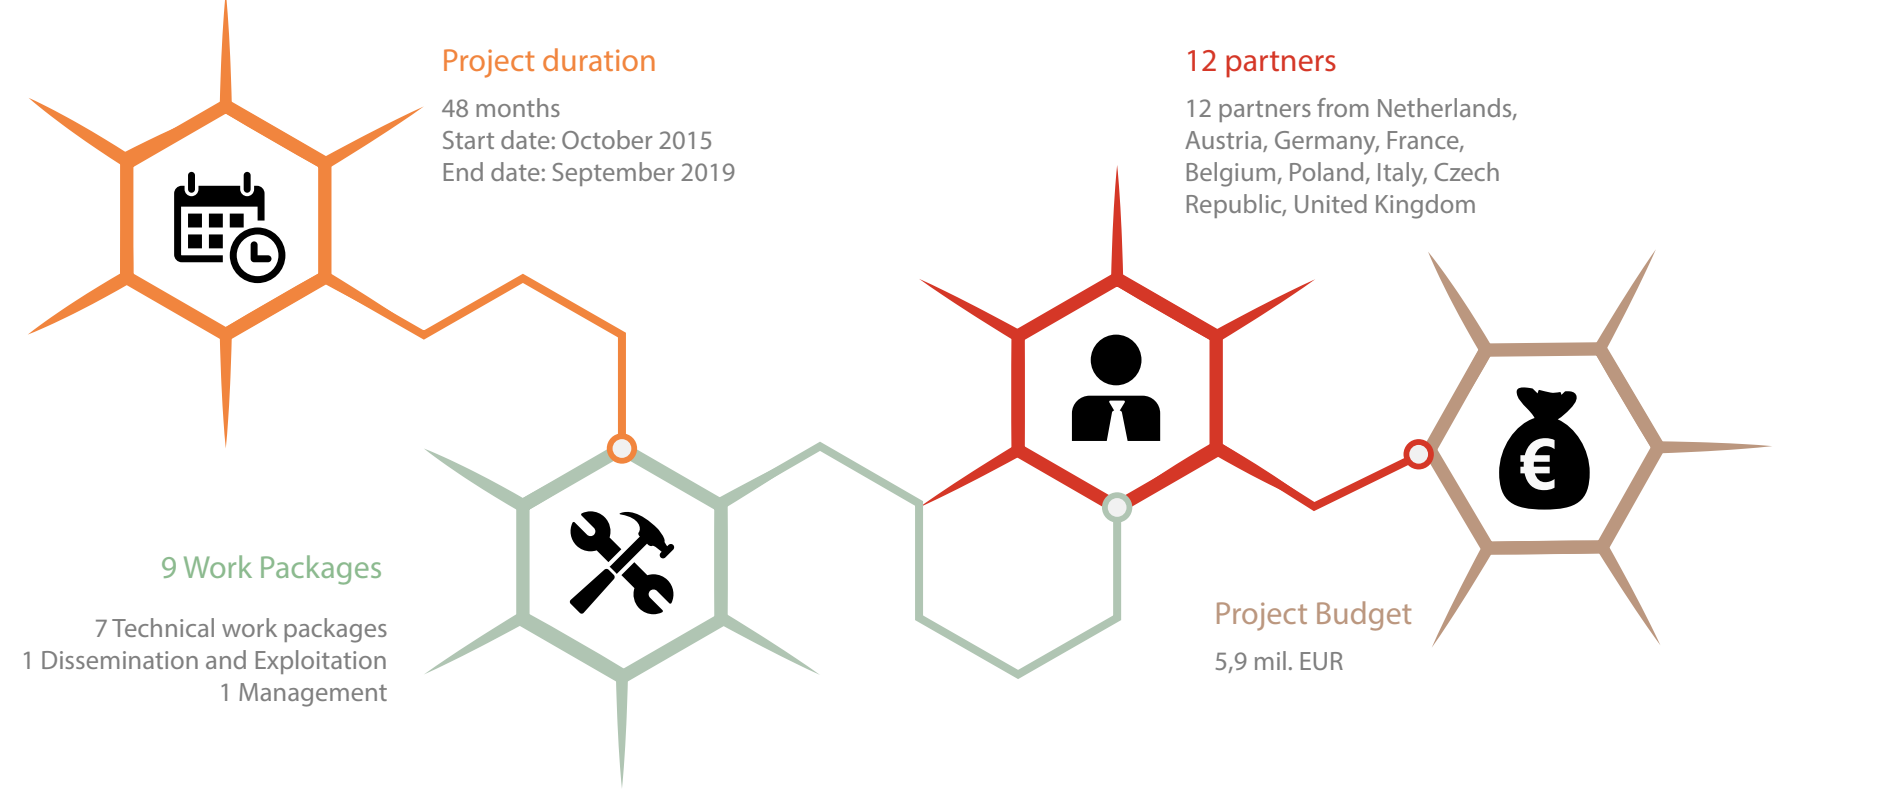 Project duration
48 months
Start date: October 2015
End date: September 2019
12 partners
12 partners from Netherlands,
Austria, Germany, France,
Belgium, Poland, Italy, Czech
Republic, United Kingdom
9 Work Packages
7 Technical work packages
1 Dissemination and Exploitation
1 Management
Project Budget
5,9 mil. EUR
€